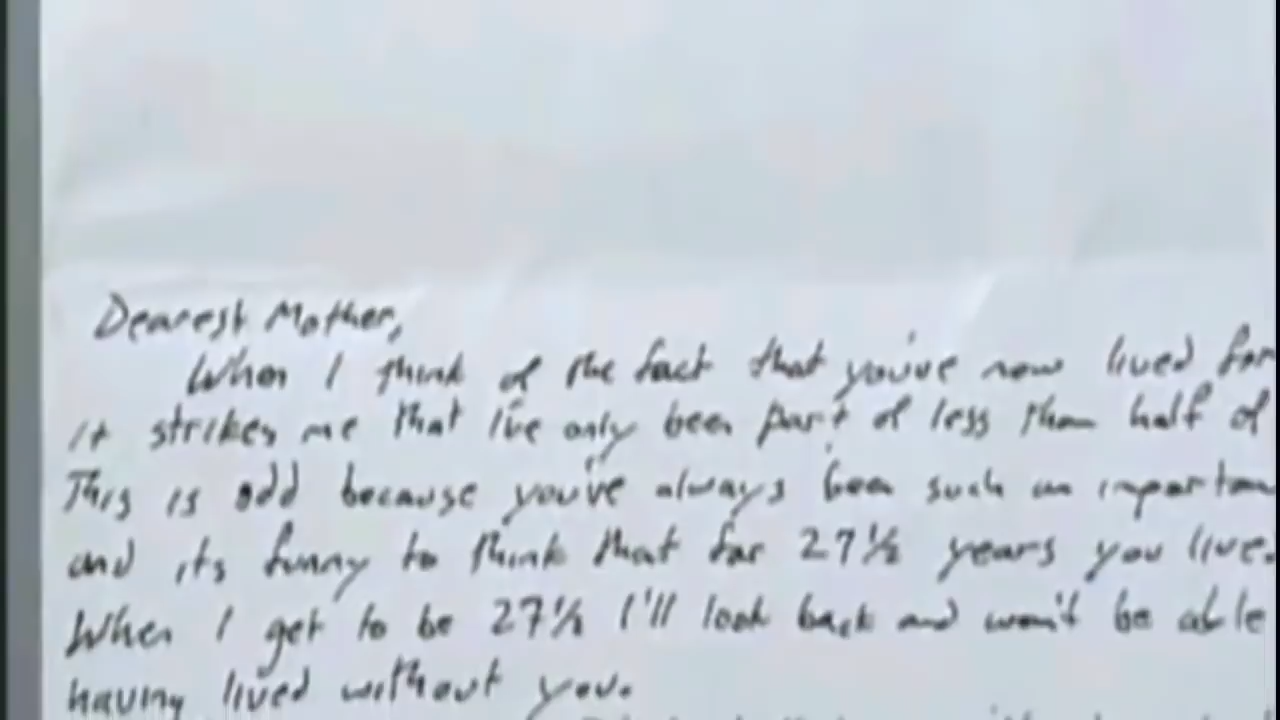 Dearest Mother,
When I think of the fact that you've now lived for
it strikes me that I've only been part of less than half of
This is odd because you've always been such an importan
and its funny to think that for 27½ years you live
When I get to be 27½ I'll look back and won't be able
having lived without you.